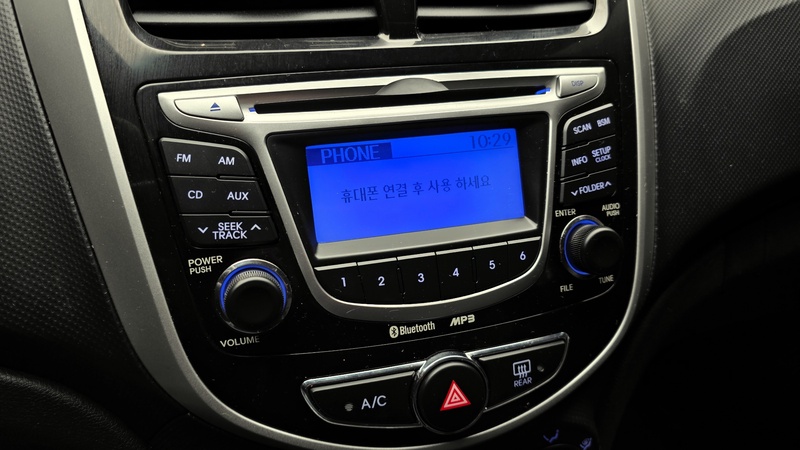 DISP
FM AM
CD AUX
SEEK
TRACK
POWER
PUSH
VOLUME
PHONE 10:29
휴대폰 연결 후 사용 하세요
1 2 3 4 5 6
SCAN BSM
INFO SETUP
CLOCK
FOLDER
ENTER AUDIO
PUSH
FILE TUNE
Bluetooth MP3
A/C
REAR